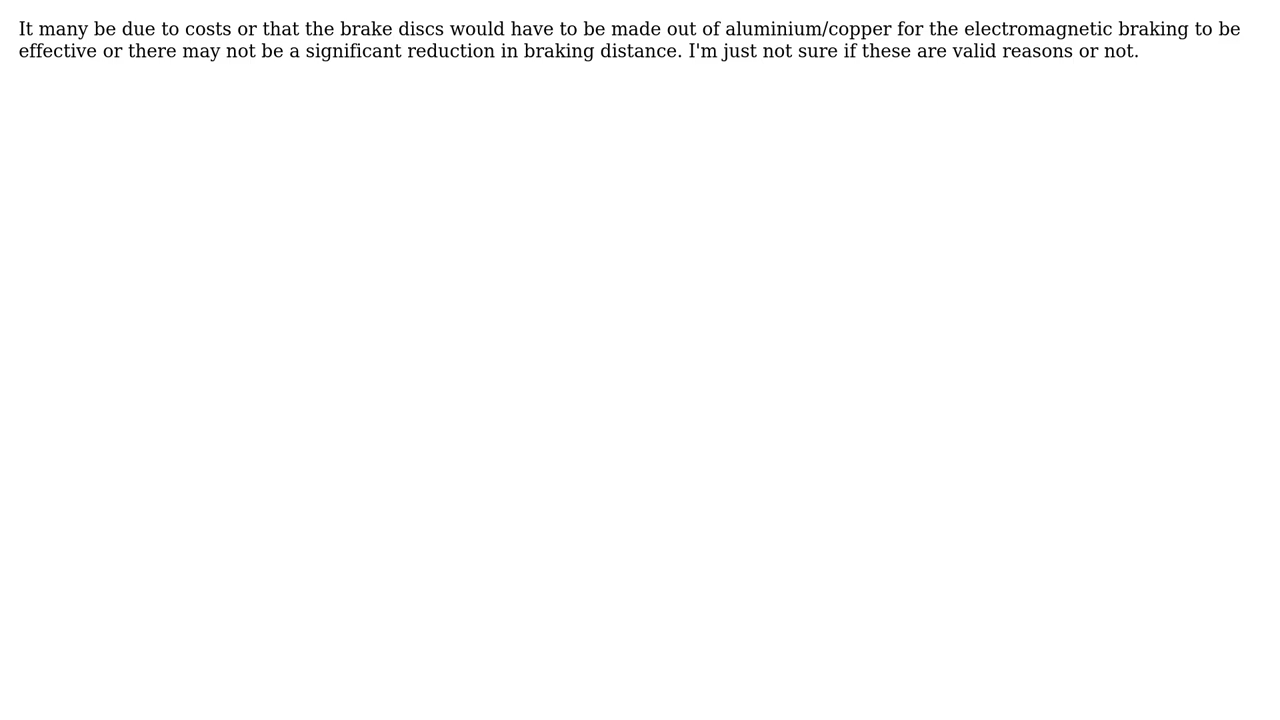 It many be due to costs or that the brake discs would have to be made out of aluminium/copper for the electromagnetic braking to be
effective or there may not be a significant reduction in braking distance. I'm just not sure if these are valid reasons or not.